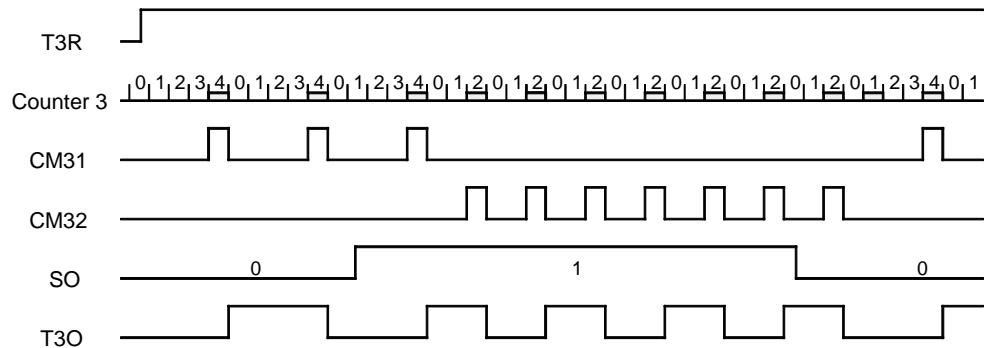 T3R
0 1 2 3 4 0 1 2 3 4 0 1 2 3 4 0 1 2 0 1 2 0 1 2 0 1 2 0 1 2 0 1 2 0 1 2 0 1 2 3 4 0 1
Counter 3
CM31
CM32
SO 0 1 0
T3O